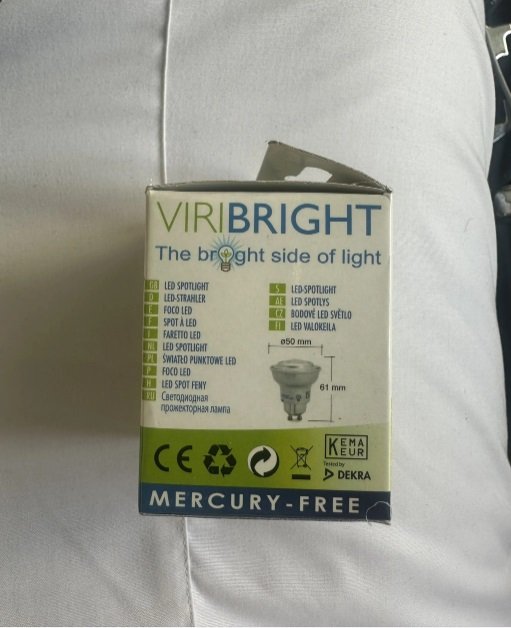 VIRIBRIGHT
The bright side of light
GB LED SPOTLIGHT
D LED-STRAHLER
E FOCO LED
F SPOT À LED
I FARETTO LED
NL LED SPOTLIGHT
PL ŚWIATŁO PUNKTOWE LED
P FOCO LED
H LED SPOT FENY
RU Светодиодная
прожекторная лампа
S LED-SPOTLIGHT
AE LED SPOTLYS
CZ BODOVÉ LED SVĚTLO
FI LED VALOKEILA
ø50 mm
61 mm
CE
KEMA
KEUR
Tested by
DEKRA
MERCURY-FREE